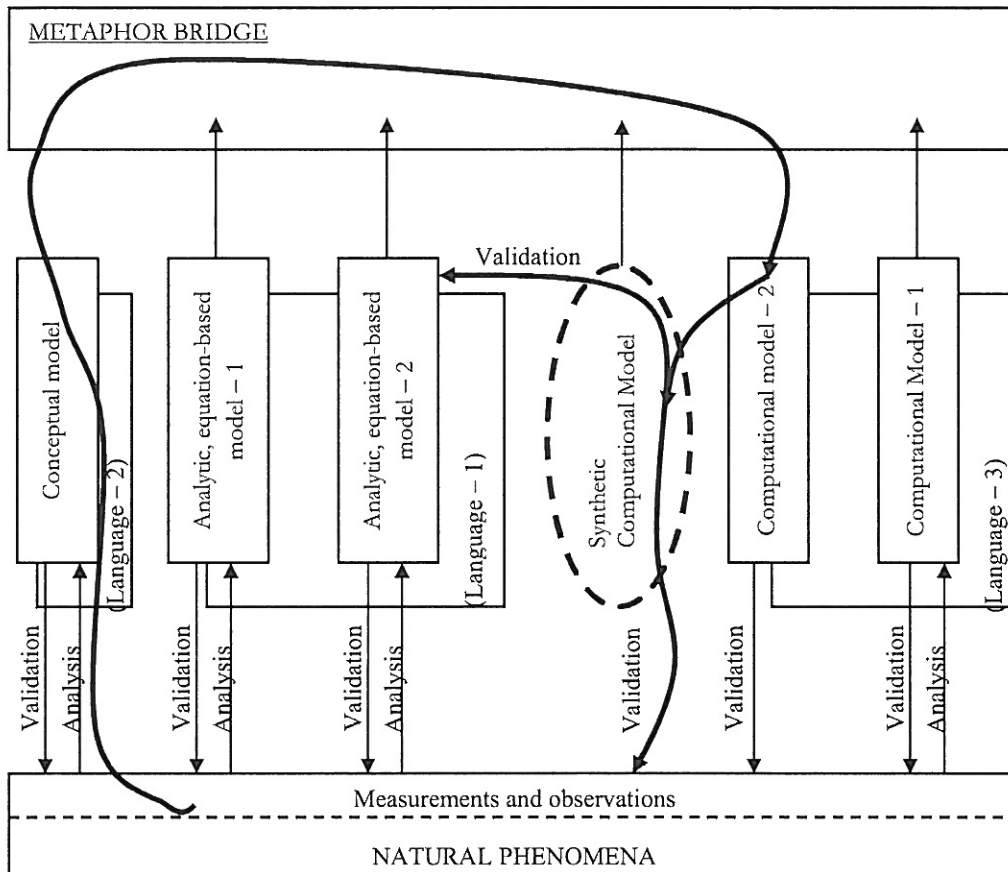 METAPHOR BRIDGE
Validation
Conceptual model
(Language – 2)
Analytic, equation-based
model – 1
Analytic, equation-based
model – 2
(Language – 1)
Synthetic
Computational Model
Computational model – 2
Computational Model – 1
(Language – 3)
Validation
Analysis
Validation
Analysis
Validation
Analysis
Validation
Validation
Validation
Analysis
Measurements and observations
NATURAL PHENOMENA